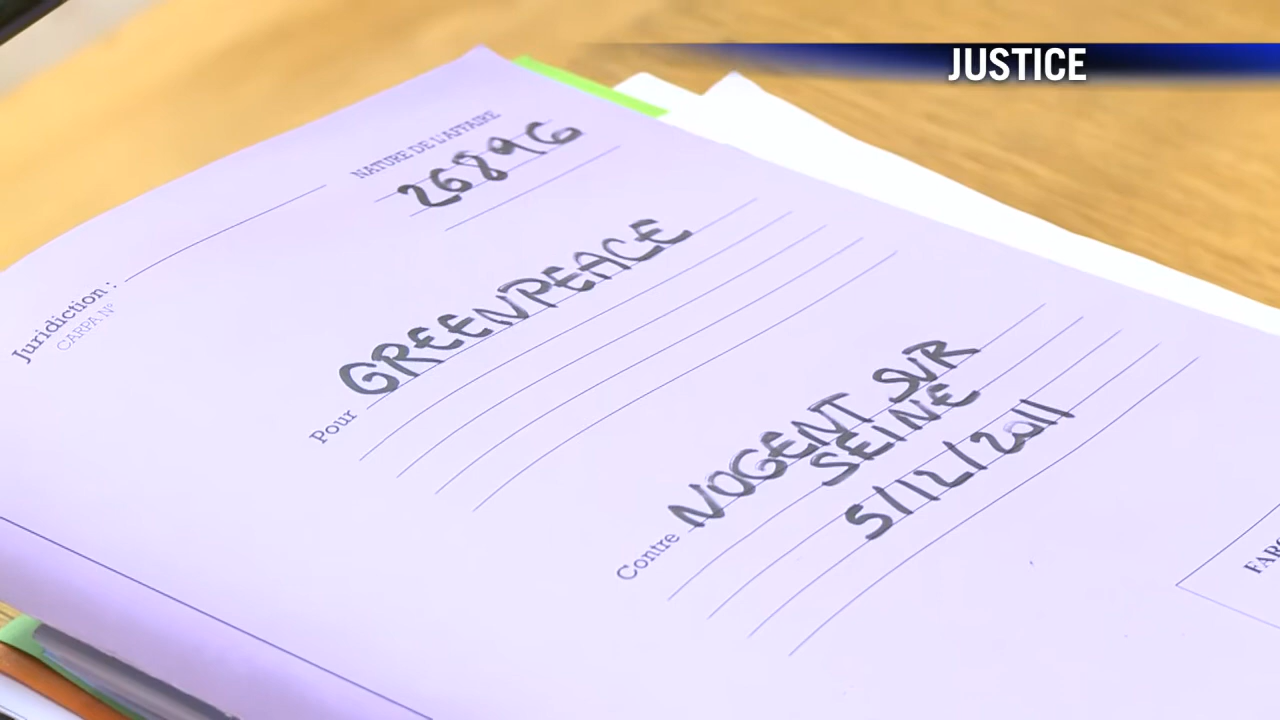 JUSTICE
NATURE DE L'AFFAIRE
26896
Juridiction :
CARPA N°
Pour GREENPEACE
Contre NOGENT SUR
SEINE
5/12/2011